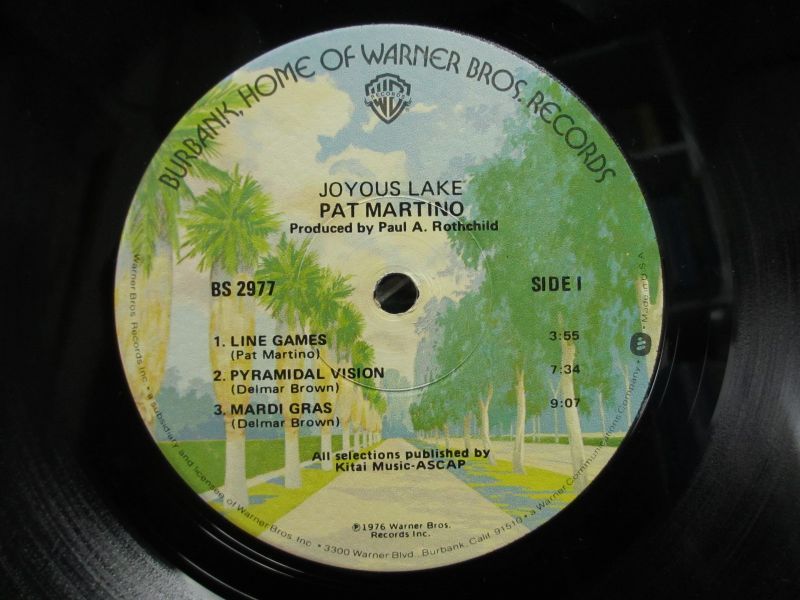 BURBANK, HOME OF WARNER BROS. RECORDS
WB
RECORDS
JOYOUS LAKE
PAT MARTINO
Produced by Paul A. Rothchild
BS 2977
SIDE I
1. LINE GAMES 3:55
(Pat Martino)
2. PYRAMIDAL VISION 7:34
(Delmar Brown)
3. MARDI GRAS 9:07
(Delmar Brown)
All selections published by
Kitai Music-ASCAP
℗1976 Warner Bros.
Records Inc.
Warner Bros. Records Inc. • a subsidiary and licensee of Warner Bros. Inc. • 3300 Warner Blvd., Burbank, Calif. 91510 • a Warner Communications Company • Made in U.S.A.